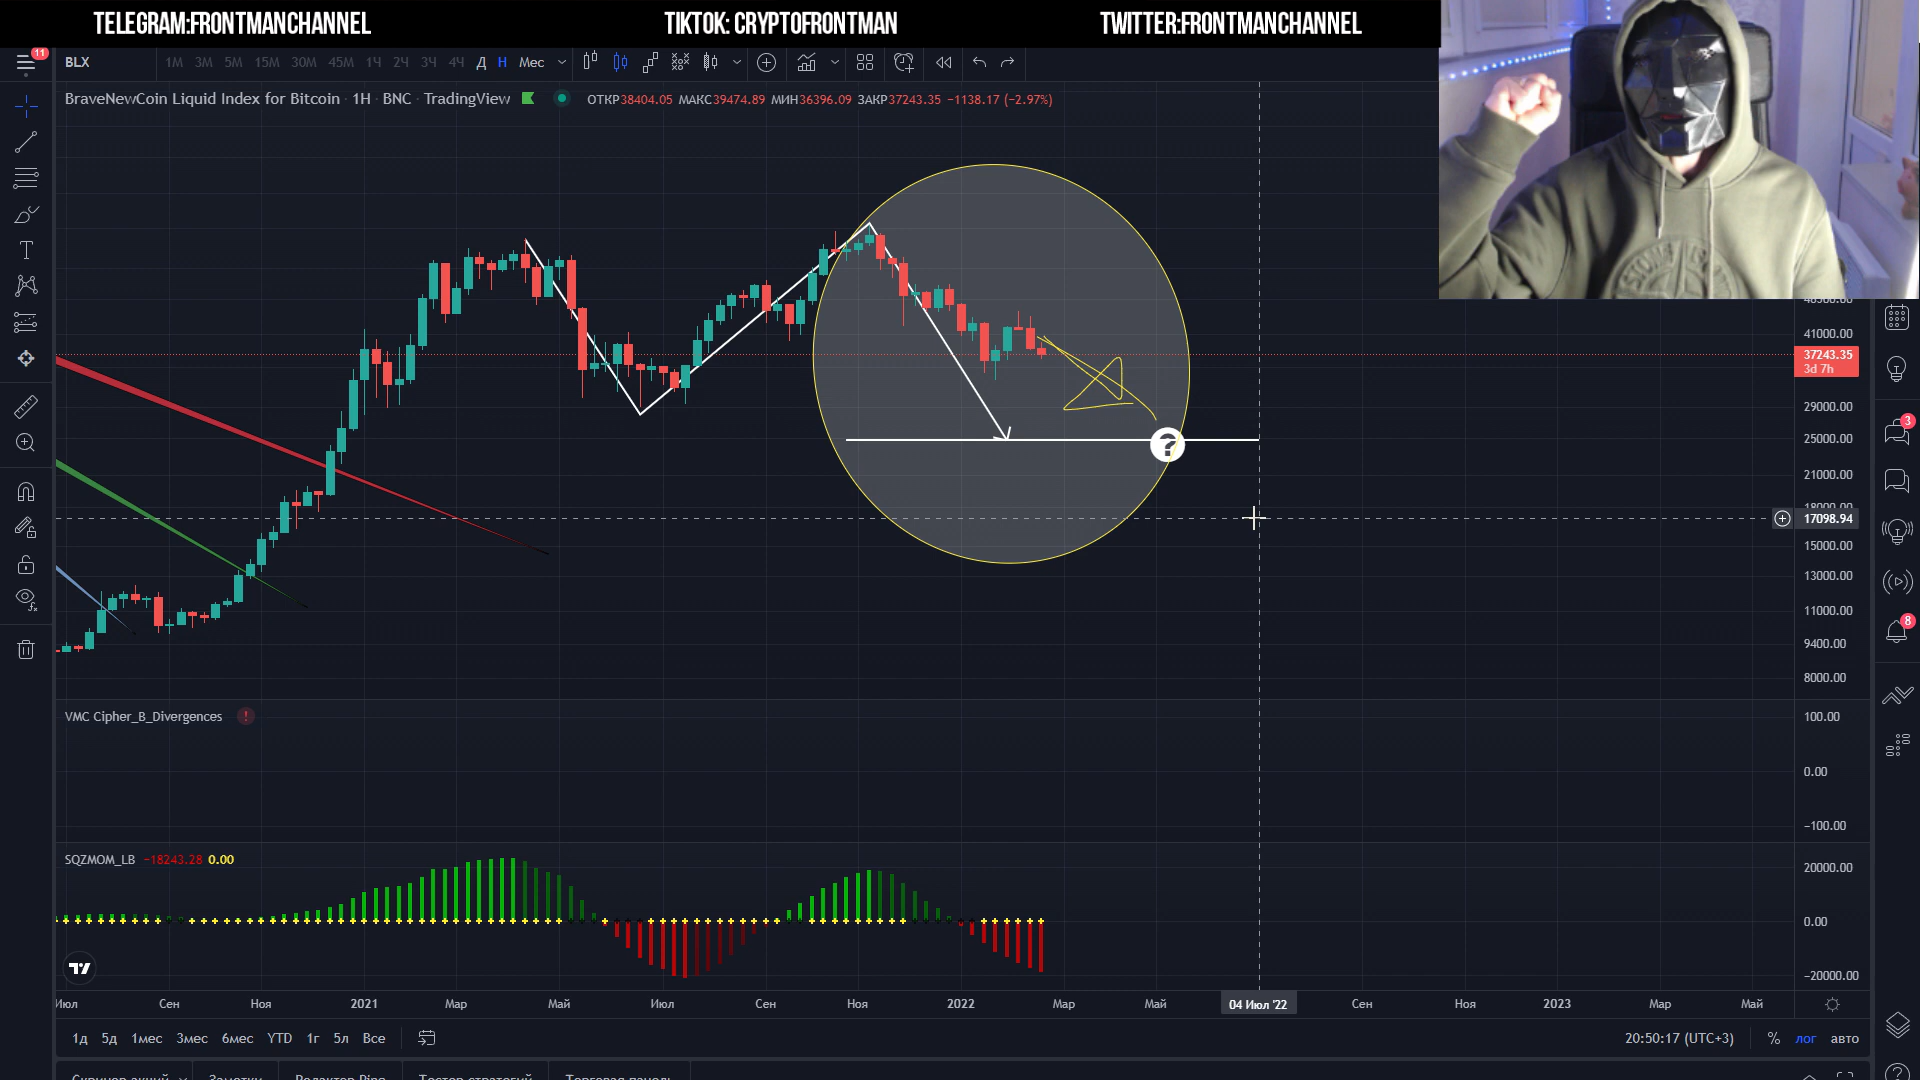 TELEGRAM:FRONTMANCHANNEL TIKTOK: CRYPTOFRONTMAN TWITTER:FRONTMANCHANNEL
11
BLX 1М 3М 5М 15М 30М 45М 1Ч 2Ч 3Ч 4Ч Д Н Мес
BraveNewCoin Liquid Index for Bitcoin · 1Н · BNC · TradingView ОТКР38404.05 МАКС39474.89 МИН36396.09 ЗАКР37243.35 −1138.17 (−2.97%)
STONE ISLAND
41000.00
37243.35
3d 7h
29000.00
3
?
25000.00
21000.00
17098.94
15000.00
13000.00
11000.00
8
9400.00
8000.00
VMC Cipher_B_Divergences !
100.00
0.00
−100.00
SQZMOM_LB −18243.28 0.00
20000.00
0.00
−20000.00
Июл Сен Ноя 2021 Мар Май Июл Сен Ноя 2022 Мар Май 04 Июл '22 Сен Ноя 2023 Мар Май
1д 5д 1мес 3мес 6мес YTD 1г 5л Все 20:50:17 (UTC+3) % лог авто